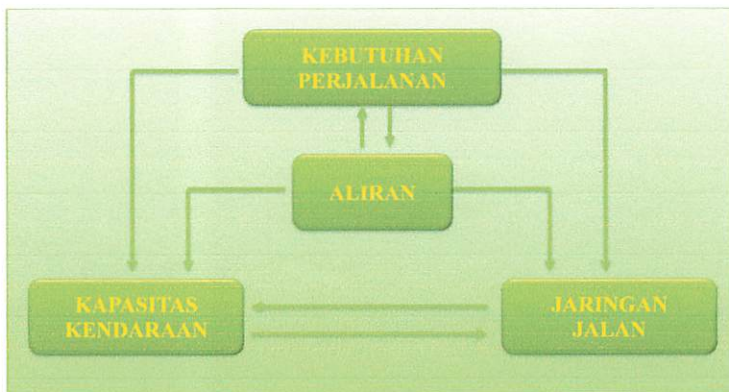 KEBUTUHAN
PERJALANAN
ALIRAN
KAPASITAS
KENDARAAN
JARINGAN
JALAN